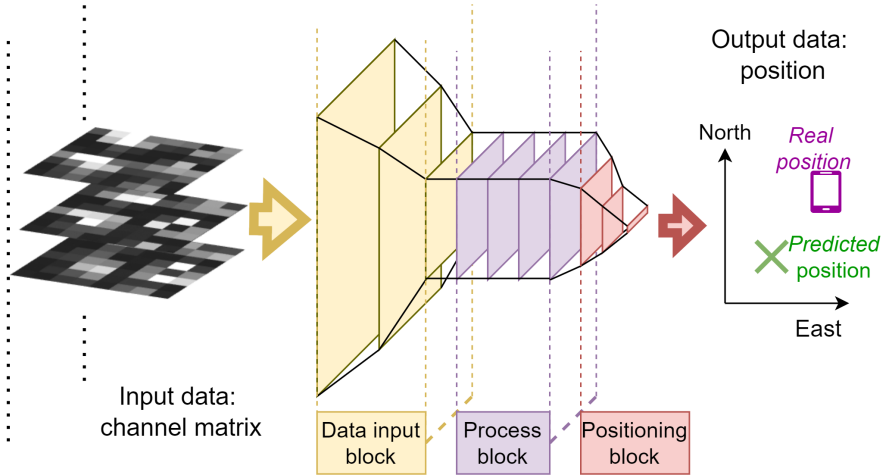 Output data:
position
North
Real
position
Predicted
position
East
Input data:
channel matrix
Data input
block
Process
block
Positioning
block